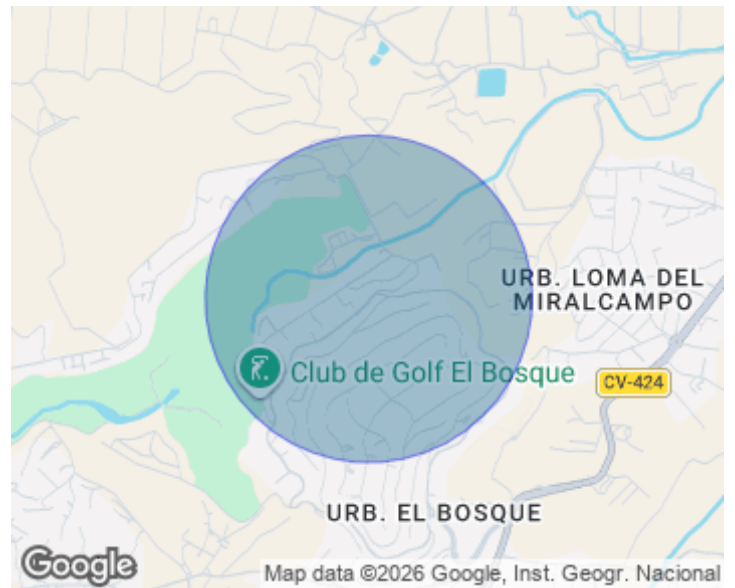 URB. LOMA DEL
MIRALCAMPO
Club de Golf El Bosque
CV-424
URB. EL BOSQUE
Google
Map data ©2026 Google, Inst. Geogr. Nacional